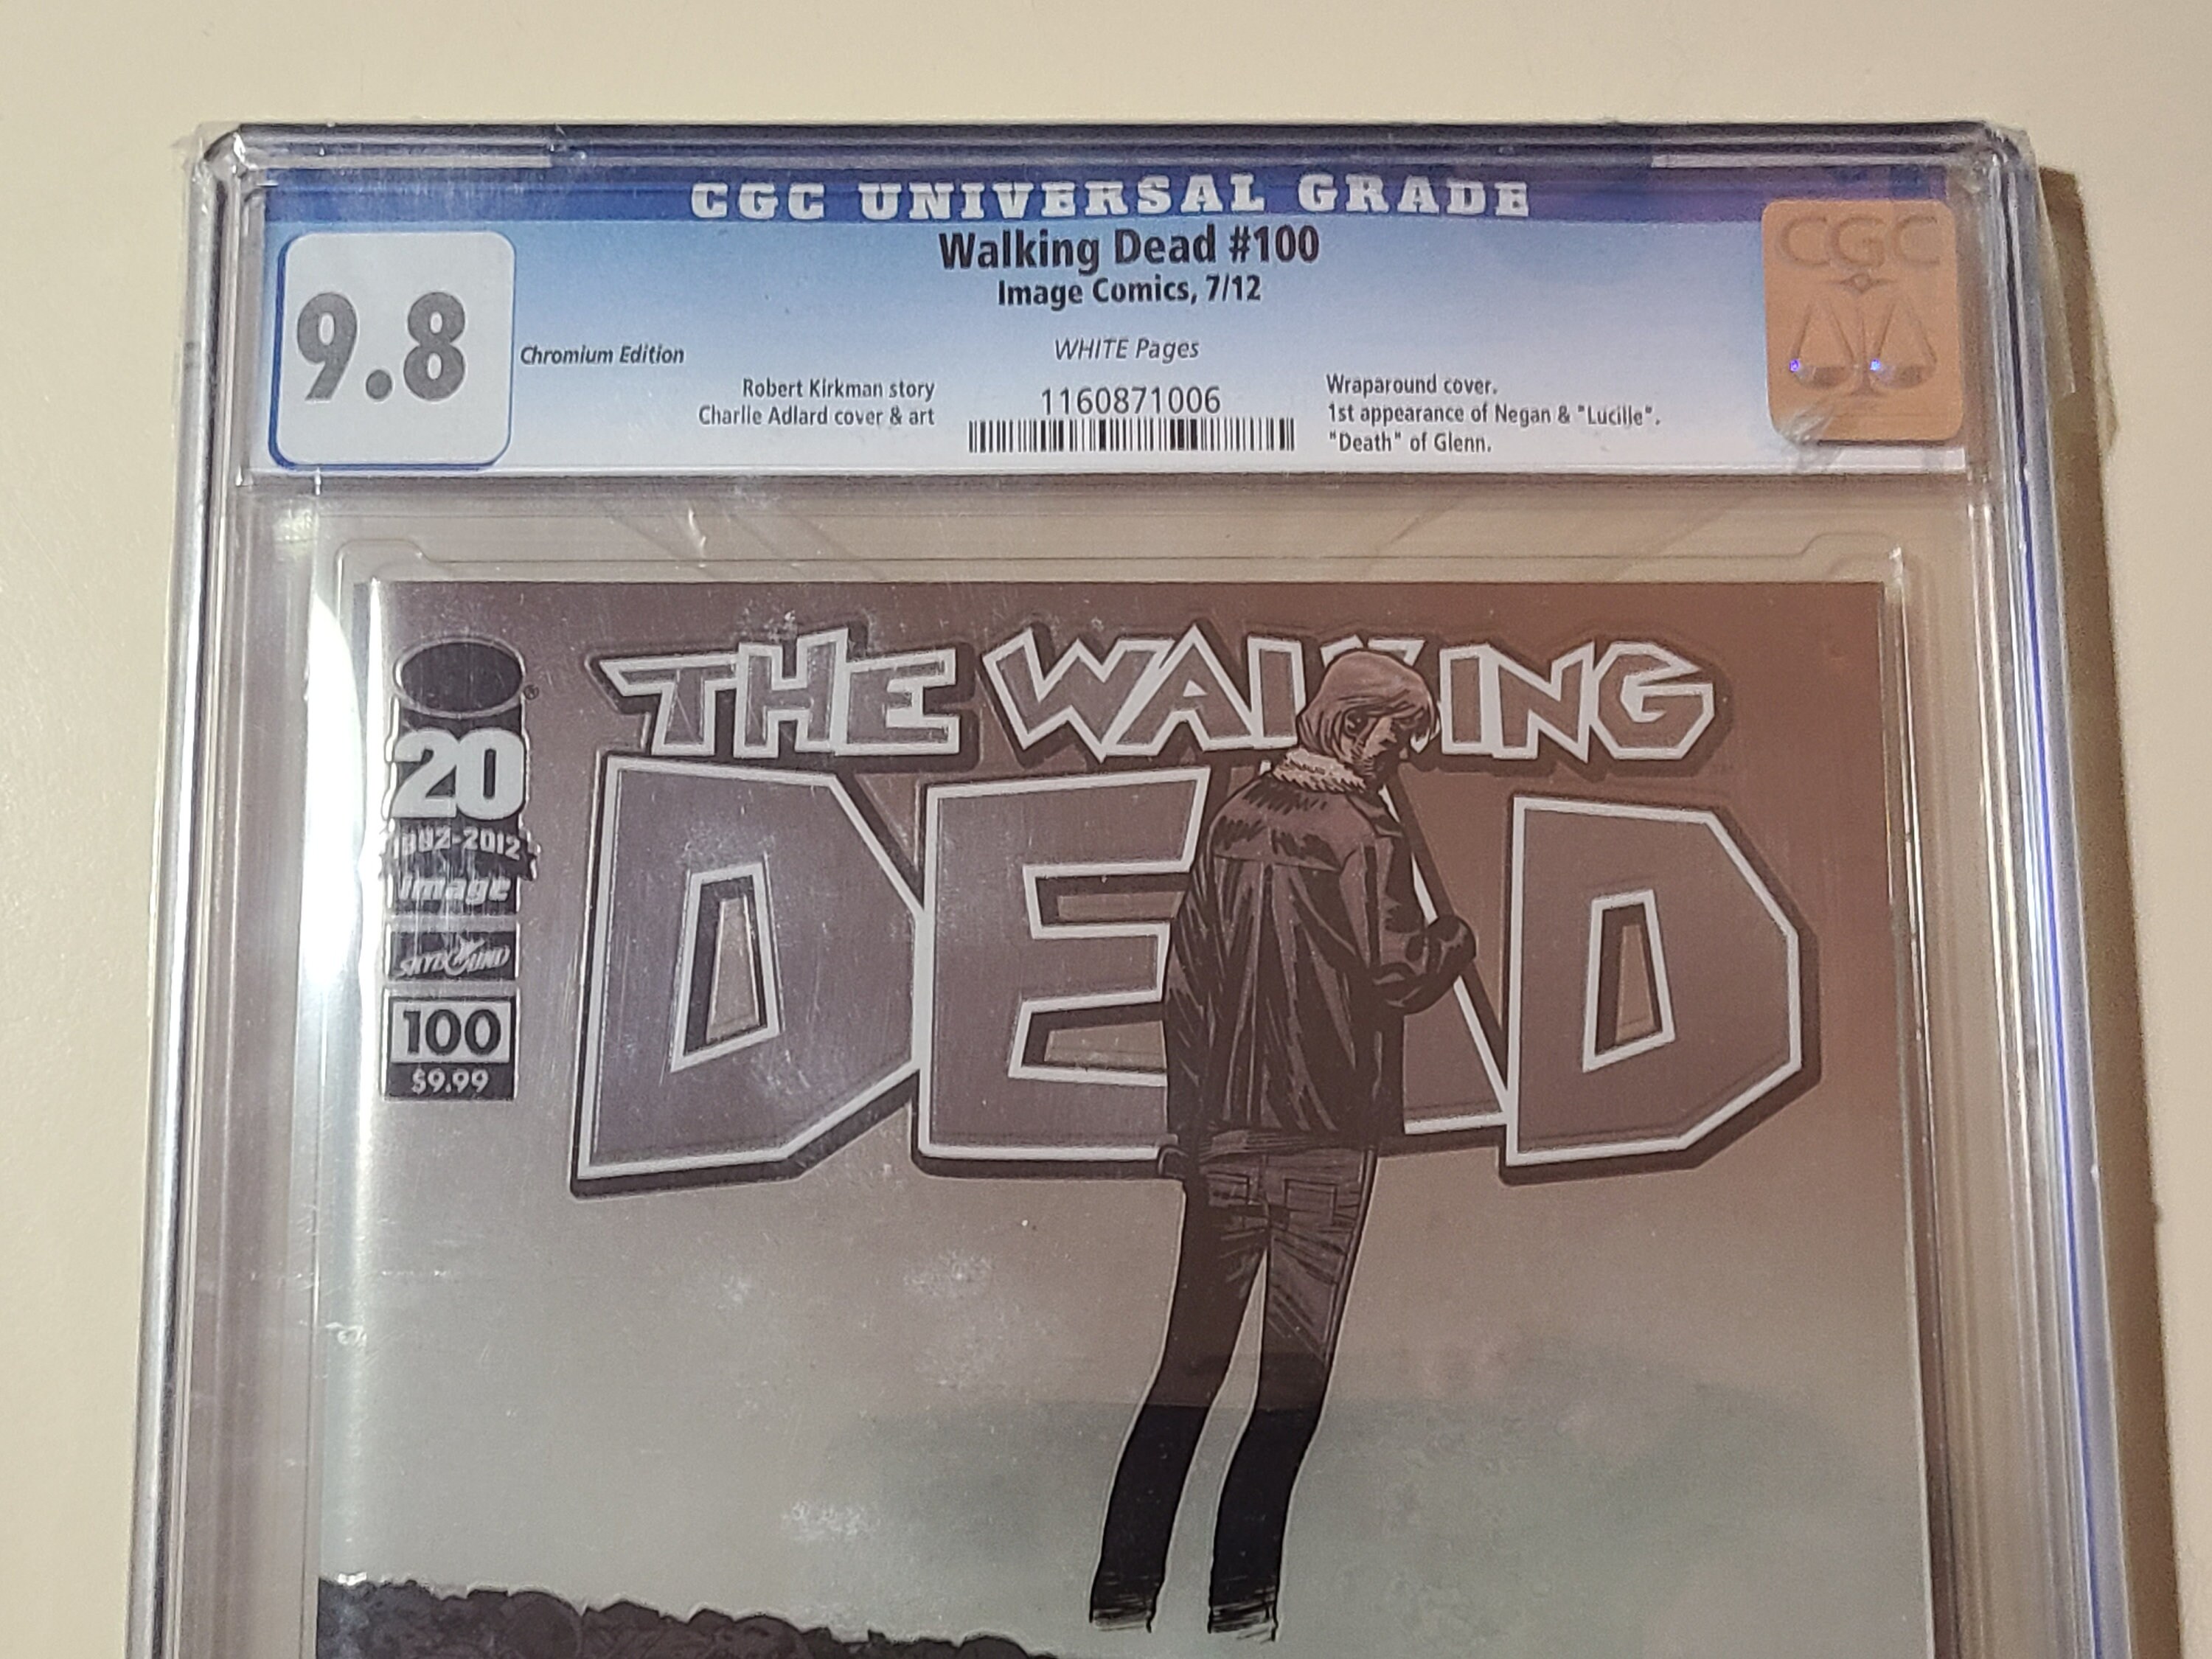 CGC UNIVERSAL GRADE
Walking Dead #100
Image Comics, 7/12
CGC
9.8
Chromium Edition
WHITE Pages
Robert Kirkman story
Charlie Adlard cover & art
1160871006
Wraparound cover.
1st appearance of Negan & "Lucille".
"Death" of Glenn.
THE WALKING
DEAD
®
20
1992-2012
image
SKYBOUND
100
$9.99